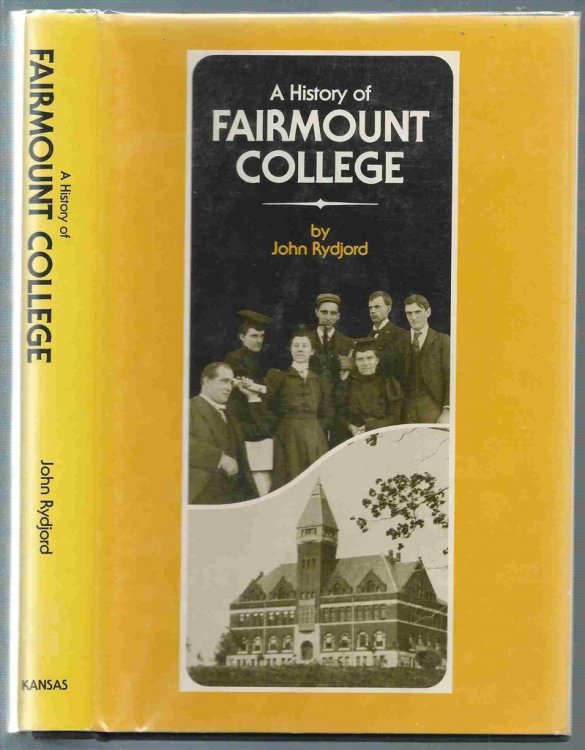 A History of
FAIRMOUNT COLLEGE
John Rydjord
KANSAS
A History of
FAIRMOUNT
COLLEGE
by
John Rydjord